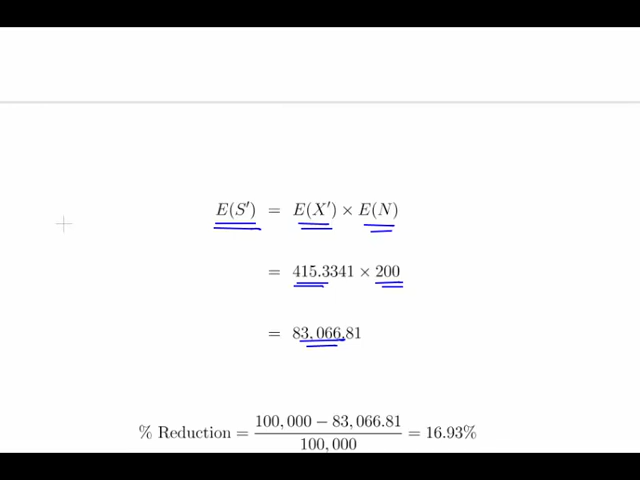 E(S′) = E(X′) × E(N)
= 415.3341 × 200
= 83,066.81
% Reduction = (100,000 − 83,066.81) / 100,000 = 16.93%